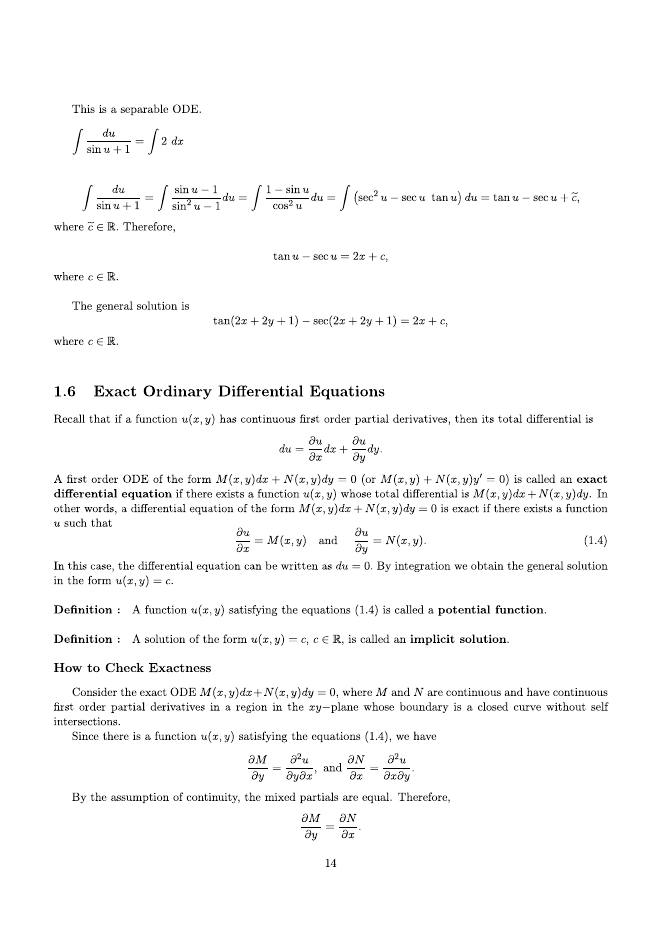 This is a separable ODE.
∫ du/(sin u + 1) = ∫ 2 dx
∫ du/(sin u + 1) = ∫ (sin u − 1)/(sin² u − 1) du = ∫ (1 − sin u)/(cos² u) du = ∫ (sec² u − sec u tan u) du = tan u − sec u + c̃,
where c̃ ∈ ℝ. Therefore,
tan u − sec u = 2x + c,
where c ∈ ℝ.
The general solution is
tan(2x + 2y + 1) − sec(2x + 2y + 1) = 2x + c,
where c ∈ ℝ.
1.6 Exact Ordinary Differential Equations
Recall that if a function u(x, y) has continuous first order partial derivatives, then its total differential is
du = ∂u/∂x dx + ∂u/∂y dy.
A first order ODE of the form M(x, y)dx + N(x, y)dy = 0 (or M(x, y) + N(x, y)y′ = 0) is called an exact
differential equation if there exists a function u(x, y) whose total differential is M(x, y)dx + N(x, y)dy. In
other words, a differential equation of the form M(x, y)dx + N(x, y)dy = 0 is exact if there exists a function
u such that
∂u/∂x = M(x, y) and ∂u/∂y = N(x, y). (1.4)
In this case, the differential equation can be written as du = 0. By integration we obtain the general solution
in the form u(x, y) = c.
Definition : A function u(x, y) satisfying the equations (1.4) is called a potential function.
Definition : A solution of the form u(x, y) = c, c ∈ ℝ, is called an implicit solution.
How to Check Exactness
Consider the exact ODE M(x, y)dx + N(x, y)dy = 0, where M and N are continuous and have continuous
first order partial derivatives in a region in the xy−plane whose boundary is a closed curve without self
intersections.
Since there is a function u(x, y) satisfying the equations (1.4), we have
∂M/∂y = ∂²u/∂y∂x, and ∂N/∂x = ∂²u/∂x∂y.
By the assumption of continuity, the mixed partials are equal. Therefore,
∂M/∂y = ∂N/∂x.
14